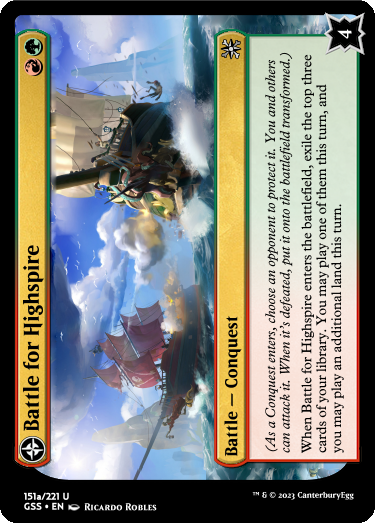 Battle for Highspire
Battle – Conquest
(As a Conquest enters, choose an opponent to protect it. You and others
can attack it. When it's defeated, put it onto the battlefield transformed.)
When Battle for Highspire enters the battlefield, exile the top three
cards of your library. You may play one of them this turn, and
you may play an additional land this turn.
4
151a/221 U
GSS • EN Ricardo Robles
™ & © 2023 CanterburyEgg